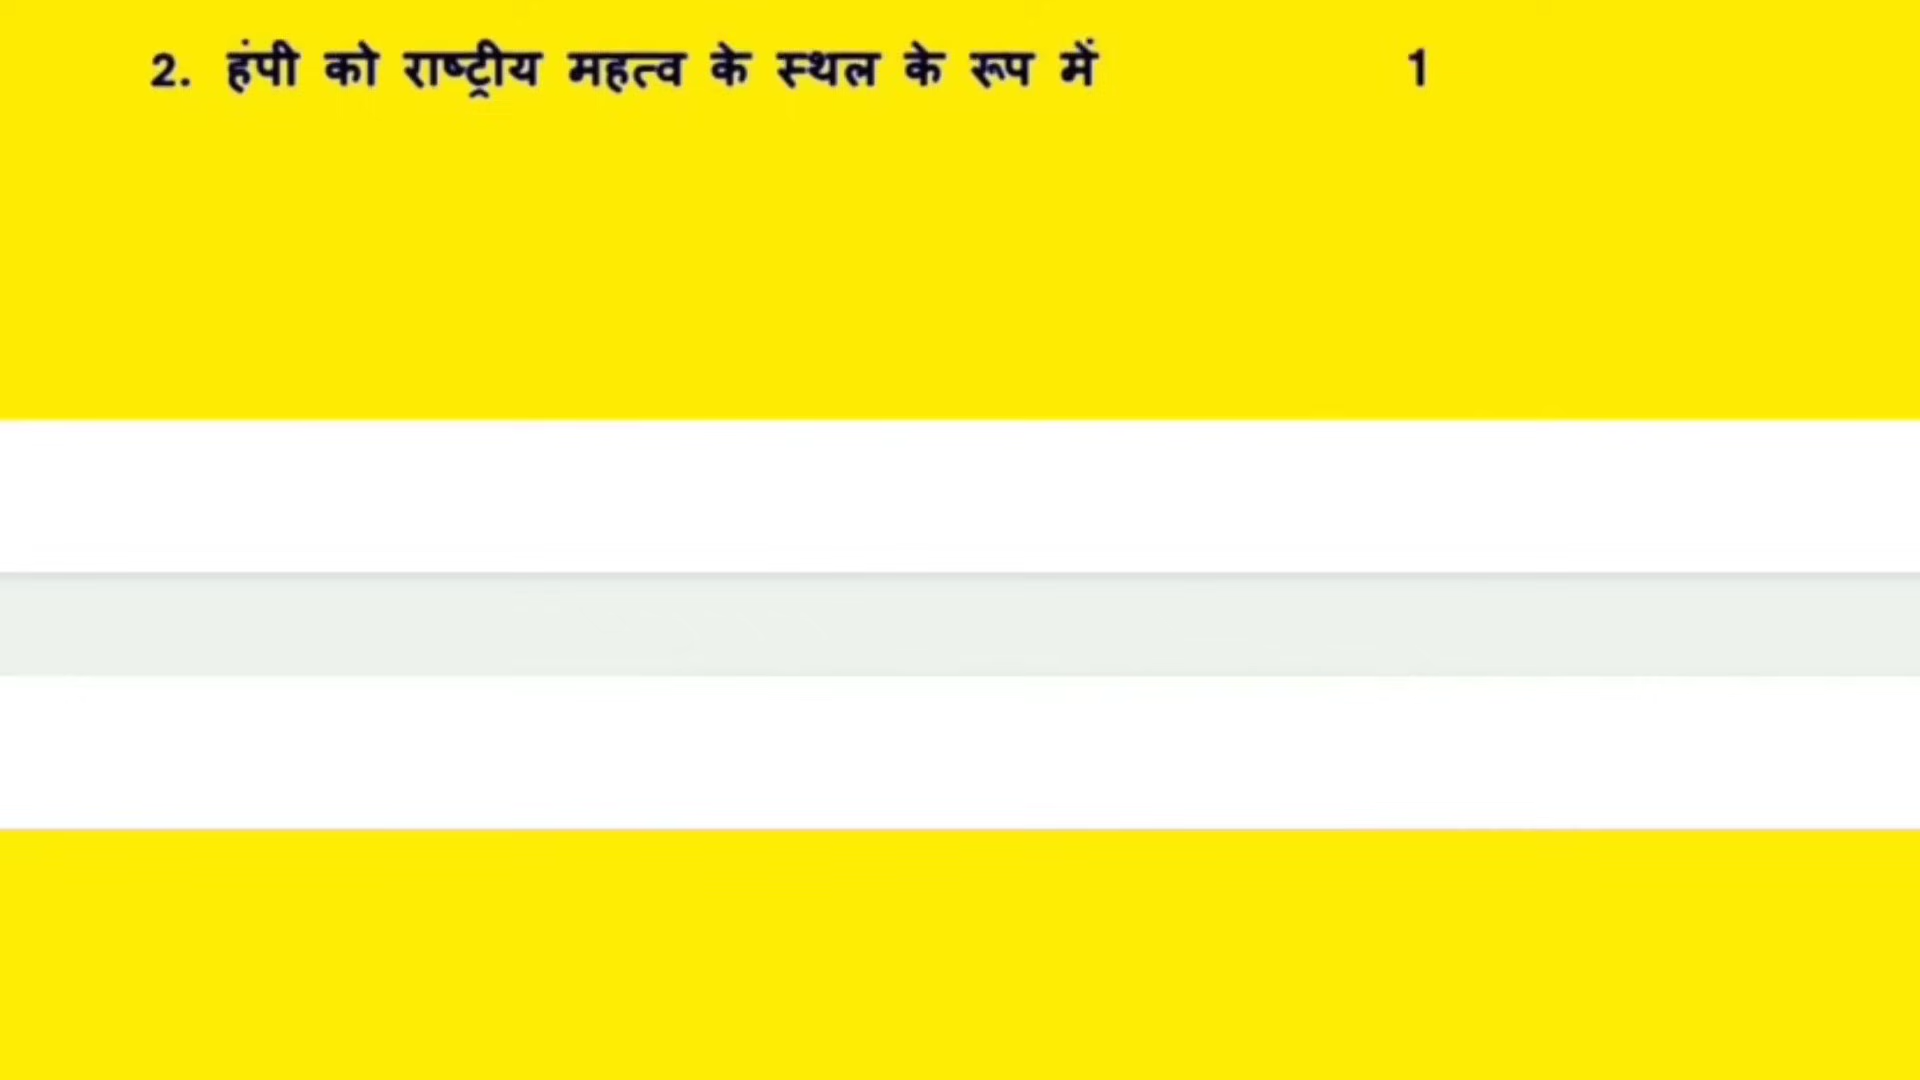 2. हंपी को राष्ट्रीय महत्व के स्थल के रूप में 1